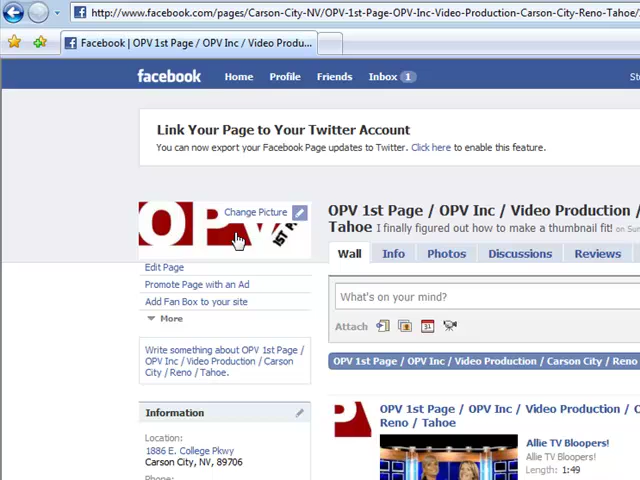 http://www.facebook.com/pages/Carson-City-NV/OPV-1st-Page-OPV-Inc-Video-Production-Carson-City-Reno-Tahoe/
Facebook | OPV 1st Page / OPV Inc / Video Produ...
facebook Home Profile Friends Inbox 1
Link Your Page to Your Twitter Account
You can now export your Facebook Page updates to Twitter. Click here to enable this feature.
Change Picture
OPV
1ST
Edit Page
Promote Page with an Ad
Add Fan Box to your site
More
Write something about OPV 1st Page /
OPV Inc / Video Production / Carson
City / Reno / Tahoe.
Information
Location:
1886 E. College Pkwy
Carson City, NV, 89706
Phone:
OPV 1st Page / OPV Inc / Video Production /
Tahoe I finally figured out how to make a thumbnail fit! on Sun
Wall Info Photos Discussions Reviews
What's on your mind?
Attach 31
OPV 1st Page / OPV Inc / Video Production / Carson City / Reno
OPV 1st Page / OPV Inc / Video Production / C
Reno / Tahoe
Allie TV Bloopers!
Allie TV Bloopers!
Length: 1:49